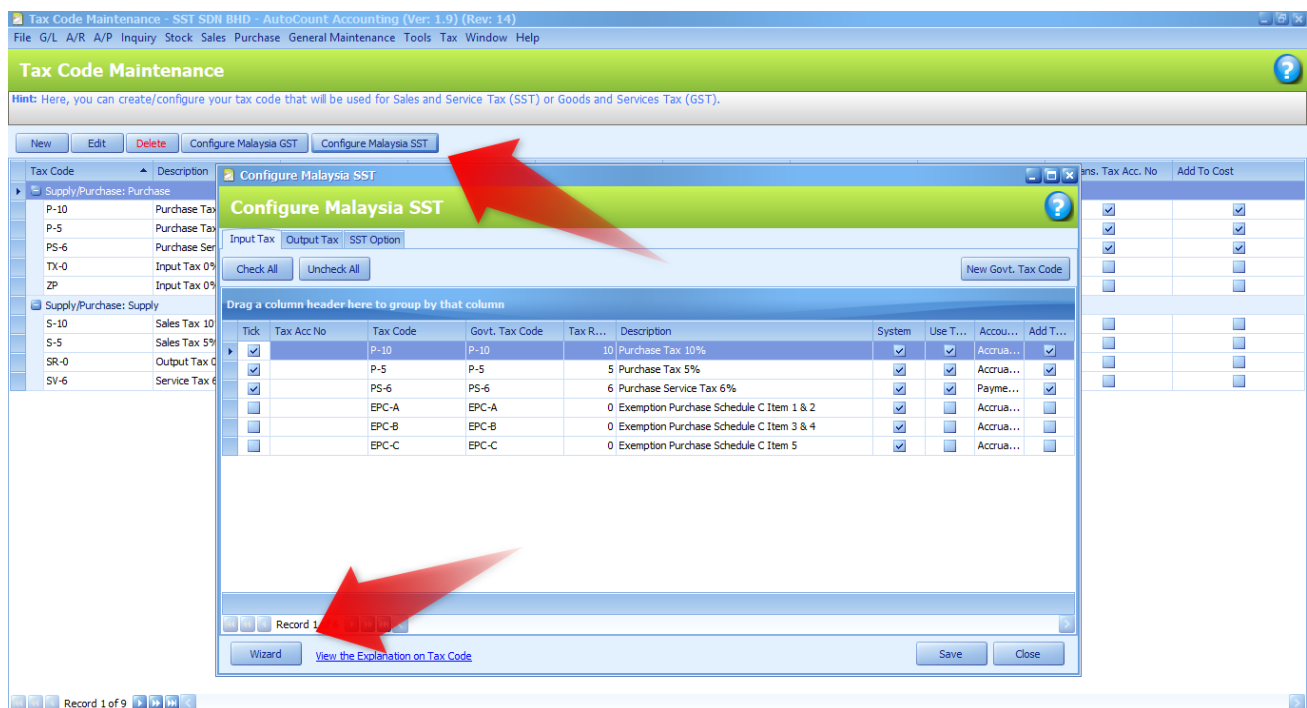 Tax Code Maintenance - SST SDN BHD - AutoCount Accounting (Ver: 1.9) (Rev: 14)
File G/L A/R A/P Inquiry Stock Sales Purchase General Maintenance Tools Tax Window Help
Tax Code Maintenance
Hint: Here, you can create/configure your tax code that will be used for Sales and Service Tax (SST) or Goods and Services Tax (GST).
New Edit Delete Configure Malaysia GST Configure Malaysia SST
Tax Code Description ans. Tax Acc. No Add To Cost
Supply/Purchase: Purchase
P-10 Purchase Tax
P-5 Purchase Tax
PS-6 Purchase Ser
TX-0 Input Tax 0%
ZP Input Tax 0%
Supply/Purchase: Supply
S-10 Sales Tax 10
S-5 Sales Tax 5%
SR-0 Output Tax 0
SV-6 Service Tax 6
Record 1 of 9
Configure Malaysia SST
Configure Malaysia SST
Input Tax Output Tax SST Option
Check All Uncheck All New Govt. Tax Code
Drag a column header here to group by that column
Tick Tax Acc No Tax Code Govt. Tax Code Tax R... Description System Use T... Accou... Add T...
P-10 P-10 10 Purchase Tax 10% Accrua...
P-5 P-5 5 Purchase Tax 5% Accrua...
PS-6 PS-6 6 Purchase Service Tax 6% Payme...
EPC-A EPC-A 0 Exemption Purchase Schedule C Item 1 & 2 Accrua...
EPC-B EPC-B 0 Exemption Purchase Schedule C Item 3 & 4 Accrua...
EPC-C EPC-C 0 Exemption Purchase Schedule C Item 5 Accrua...
Record 1
Wizard View the Explanation on Tax Code Save Close